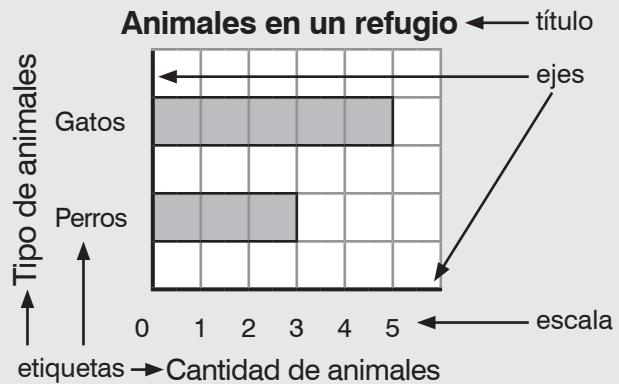 Animales en un refugio
título
ejes
Tipo de animales
Gatos
Perros
0 1 2 3 4 5
escala
etiquetas
Cantidad de animales